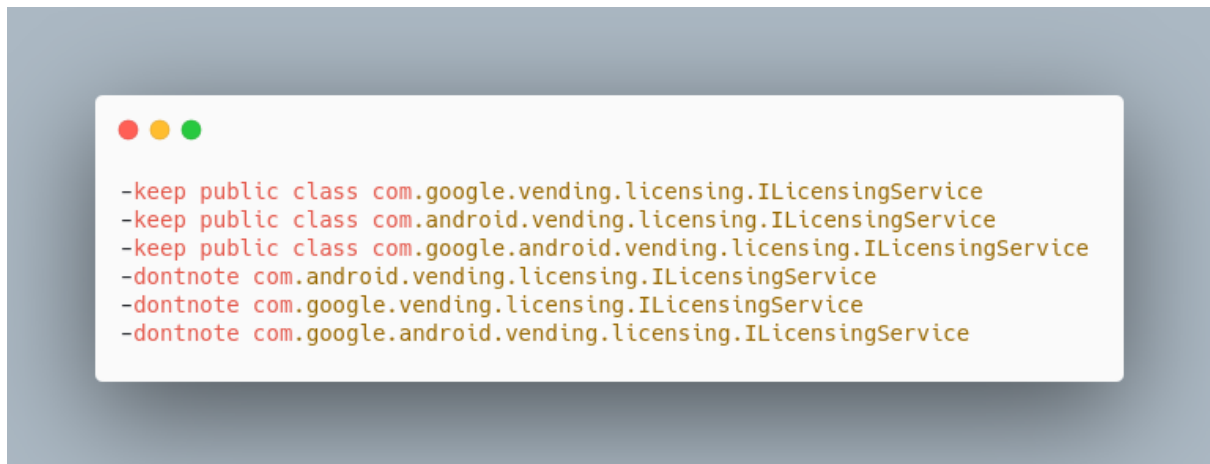 -keep public class com.google.vending.licensing.ILicensingService
-keep public class com.android.vending.licensing.ILicensingService
-keep public class com.google.android.vending.licensing.ILicensingService
-dontnote com.android.vending.licensing.ILicensingService
-dontnote com.google.vending.licensing.ILicensingService
-dontnote com.google.android.vending.licensing.ILicensingService